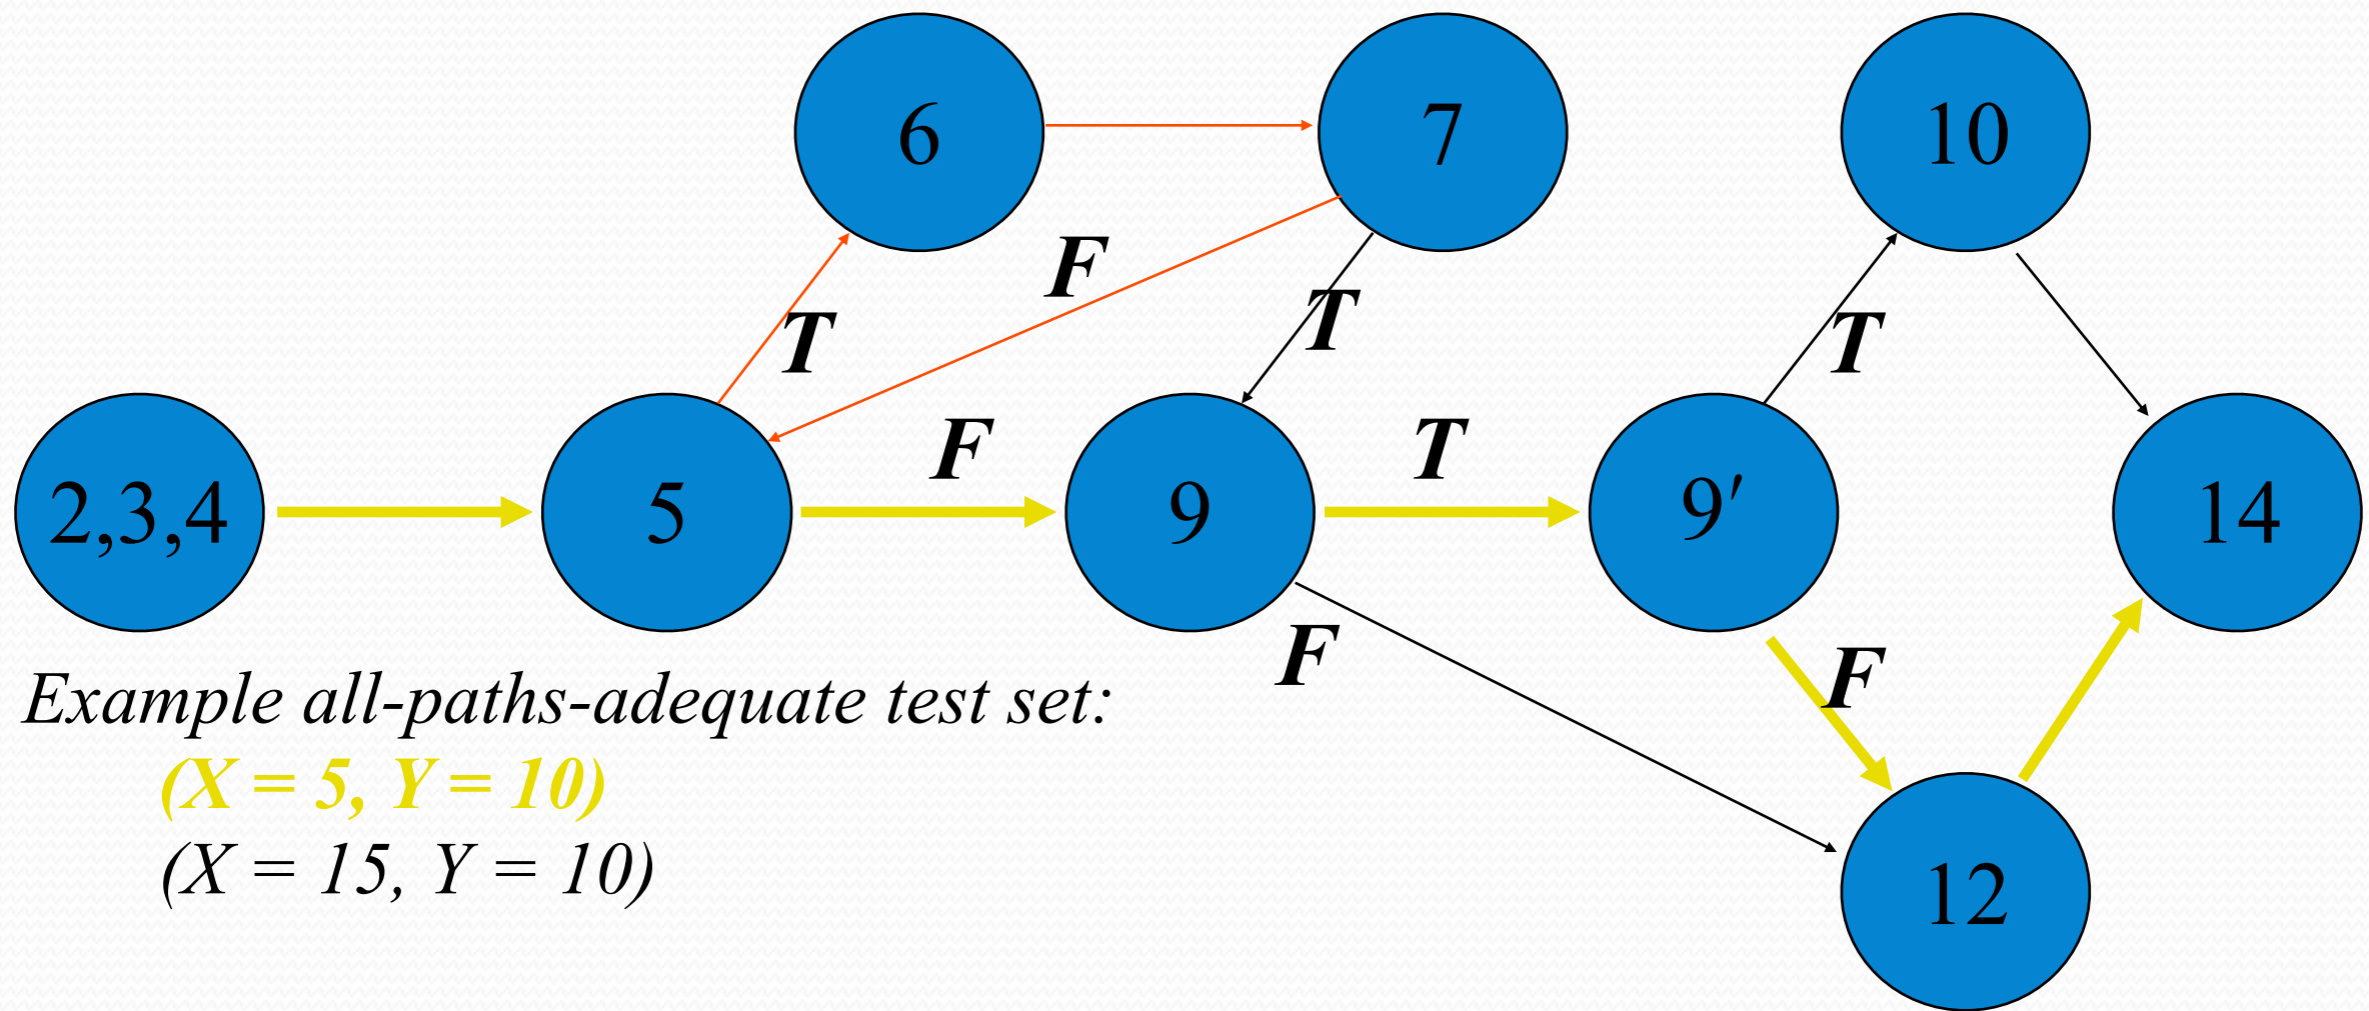 6
7
10
F
T
T
T
F
T
2,3,4
5
9
9′
14
F
F
Example all-paths-adequate test set:
(X = 5, Y = 10)
(X = 15, Y = 10)
12